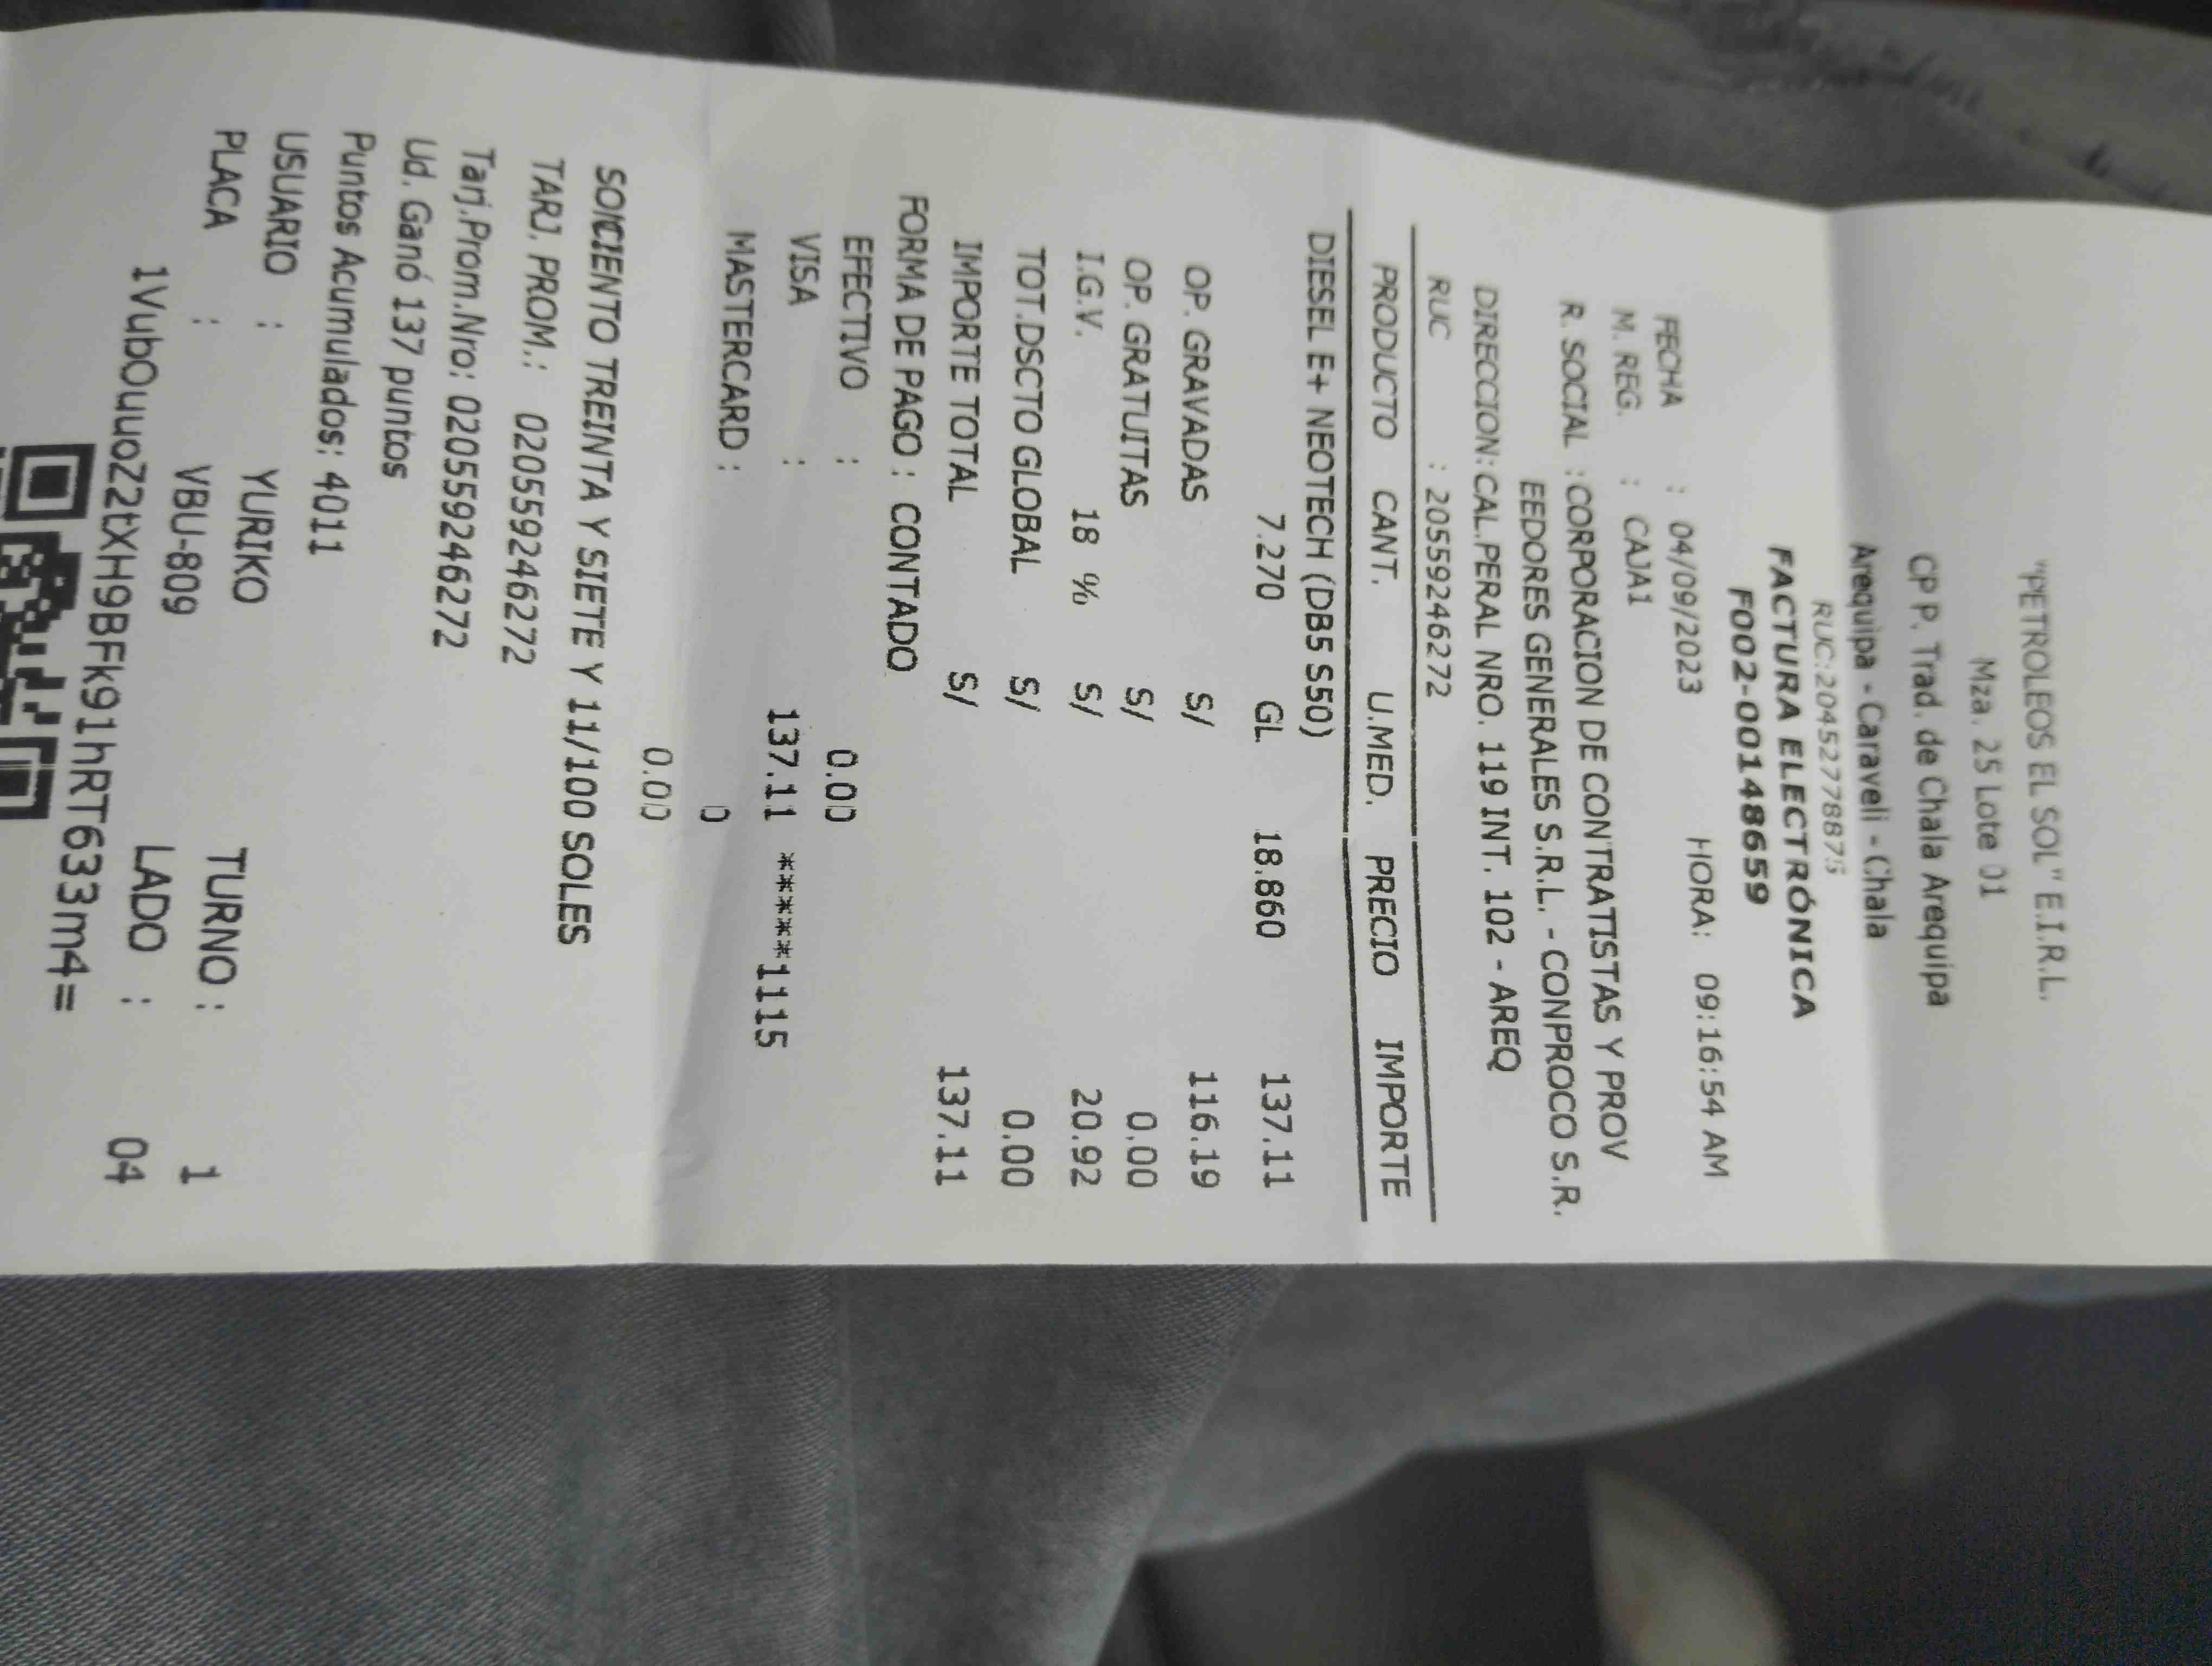 "PETROLEOS EL SOL" E.I.R.L.
Mza. 25 Lote 01
CP P. Trad. de Chala Arequipa
Arequipa - Caraveli - Chala
RUC:20452778875
FACTURA ELECTRÓNICA
F002-00148659
FECHA : 04/09/2023 HORA: 09:16:54 AM
M. REG. : CAJA1
R. SOCIAL :CORPORACION DE CONTRATISTAS Y PROV
EEDORES GENERALES S.R.L. - CONPROCO S.R.
DIRECCION:CAL.PERAL NRO. 119 INT. 102 - AREQ
RUC : 20559246272
PRODUCTO CANT. U.MED. PRECIO IMPORTE
DIESEL E+ NEOTECH (DB5 S50)
7.270 GL 18.860 137.11
OP. GRAVADAS S/ 116.19
OP. GRATUITAS S/ 0.00
I.G.V. 18 % S/ 20.92
TOT.DSCTO GLOBAL S/ 0.00
IMPORTE TOTAL S/ 137.11
FORMA DE PAGO : CONTADO
EFECTIVO : 0.00
VISA : 137.11 ******1115
MASTERCARD : 0
0.00
SO/CIENTO TREINTA Y SIETE Y 11/100 SOLES
TARJ. PROM.: 020559246272
Tarj.Prom.Nro: 020559246272
Ud. Ganó 137 puntos
Puntos Acumulados: 4011
USUARIO : YURIKO TURNO : 1
PLACA : VBU-809 LADO : 04
1VubOuuoZ2tXH9BFk91hRT633m4=